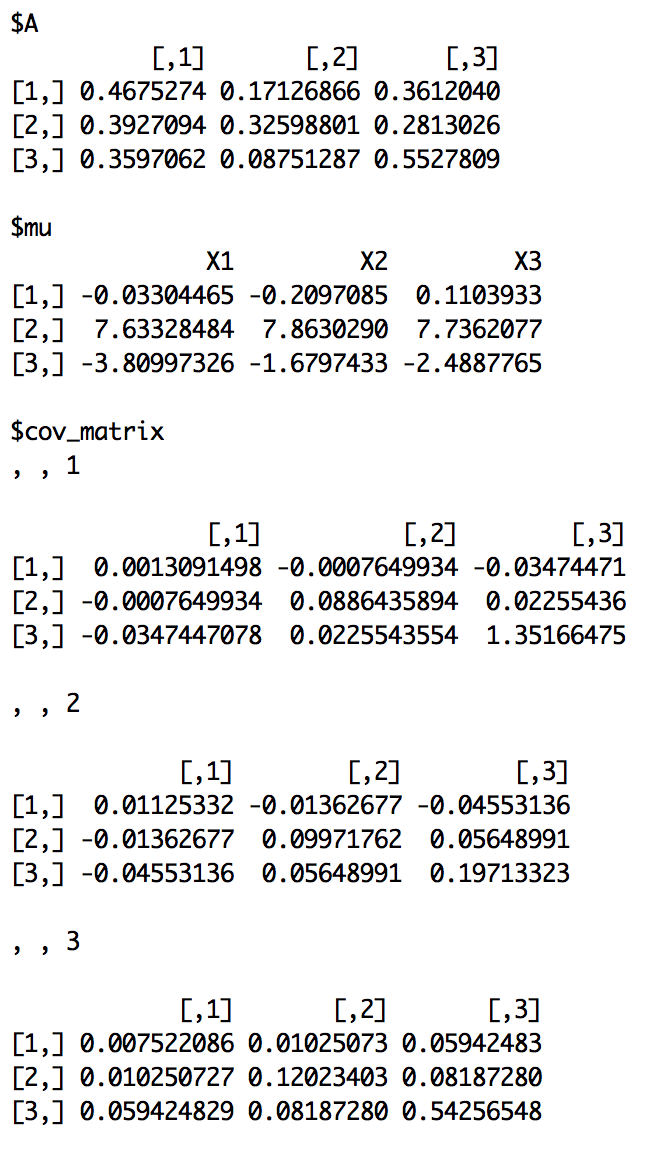 $A
          [,1]       [,2]      [,3]
[1,] 0.4675274 0.17126866 0.3612040
[2,] 0.3927094 0.32598801 0.2813026
[3,] 0.3597062 0.08751287 0.5527809
$mu
              X1         X2         X3
[1,] -0.03304465 -0.2097085  0.1103933
[2,]  7.63328484  7.8630290  7.7362077
[3,] -3.80997326 -1.6797433 -2.4887765
$cov_matrix
, , 1
              [,1]          [,2]        [,3]
[1,]  0.0013091498 -0.0007649934 -0.03474471
[2,] -0.0007649934  0.0886435894  0.02255436
[3,] -0.0347447078  0.0225543554  1.35166475
, , 2
            [,1]        [,2]        [,3]
[1,]  0.01125332 -0.01362677 -0.04553136
[2,] -0.01362677  0.09971762  0.05648991
[3,] -0.04553136  0.05648991  0.19713323
, , 3
            [,1]       [,2]       [,3]
[1,] 0.007522086 0.01025073 0.05942483
[2,] 0.010250727 0.12023403 0.08187280
[3,] 0.059424829 0.08187280 0.54256548